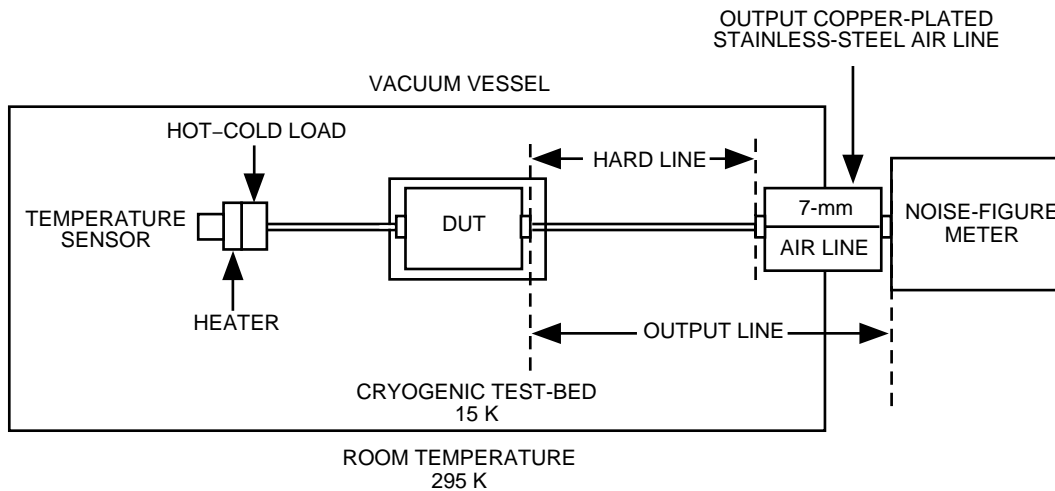 OUTPUT COPPER-PLATED
STAINLESS-STEEL AIR LINE
VACUUM VESSEL
HOT–COLD LOAD
HARD LINE
TEMPERATURE
SENSOR
DUT
7-mm
AIR LINE
NOISE-FIGURE
METER
HEATER
OUTPUT LINE
CRYOGENIC TEST-BED
15 K
ROOM TEMPERATURE
295 K